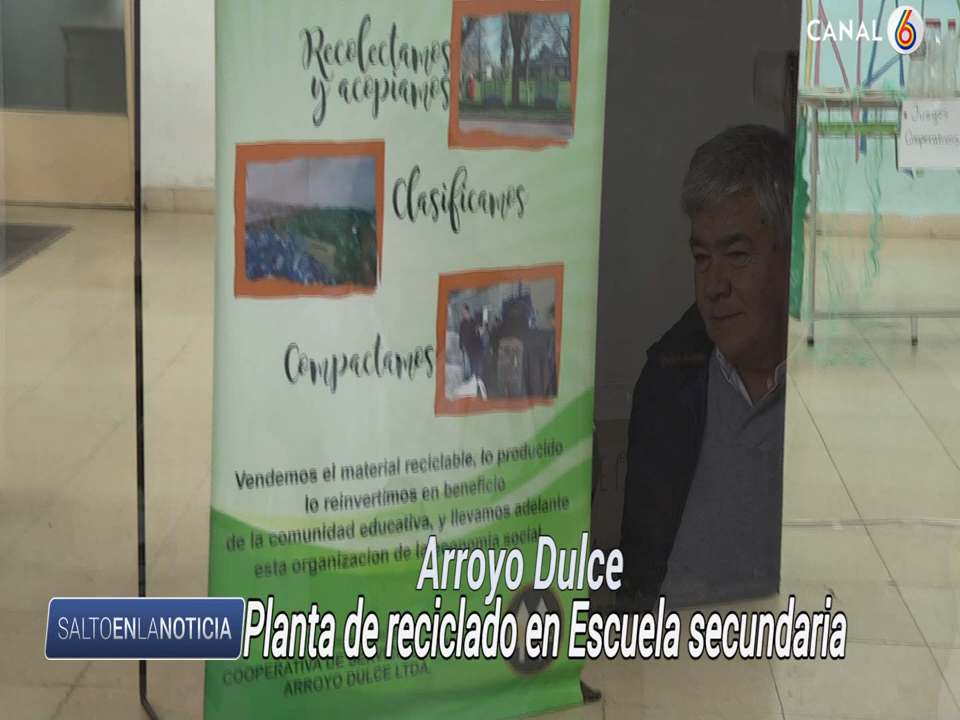 CANAL 6
Recolectamos
y acopiamos
Juegos
Cooperativos
Clasificamos
Compactamos
Vendemos el material reciclable, lo producido
lo reinvertimos en beneficio
de la comunidad educativa, y llevamos adelante
esta organizacion de la economia social
Arroyo Dulce
SALTOENLANOTICIA
Planta de reciclado en Escuela secundaria
COOPERATIVA DE
ARROYO DULCE LTDA.